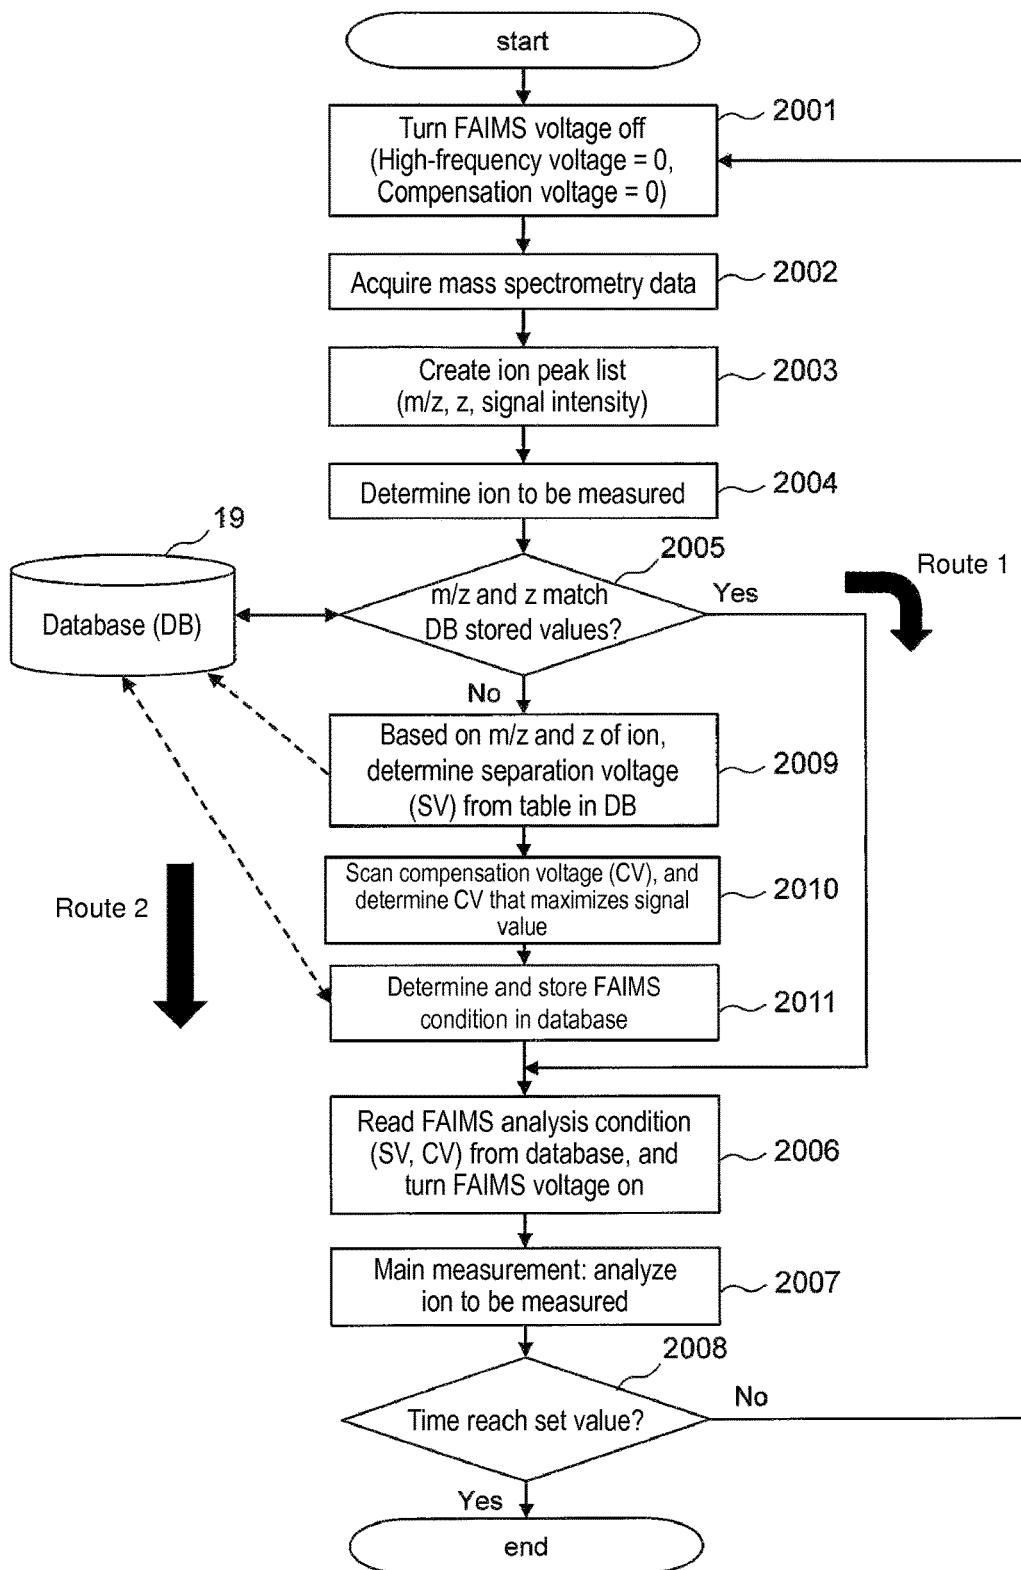 start
2001
Turn FAIMS voltage off
(High-frequency voltage = 0,
Compensation voltage = 0)
2002
Acquire mass spectrometry data
2003
Create ion peak list
(m/z, z, signal intensity)
2004
Determine ion to be measured
19
2005
Route 1
Database (DB)
m/z and z match
DB stored values?
Yes
No
Based on m/z and z of ion,
determine separation voltage
(SV) from table in DB
2009
Scan compensation voltage (CV), and
determine CV that maximizes signal
value
2010
Route 2
Determine and store FAIMS
condition in database
2011
Read FAIMS analysis condition
(SV, CV) from database, and
turn FAIMS voltage on
2006
Main measurement: analyze
ion to be measured
2007
2008
Time reach set value?
No
Yes
end